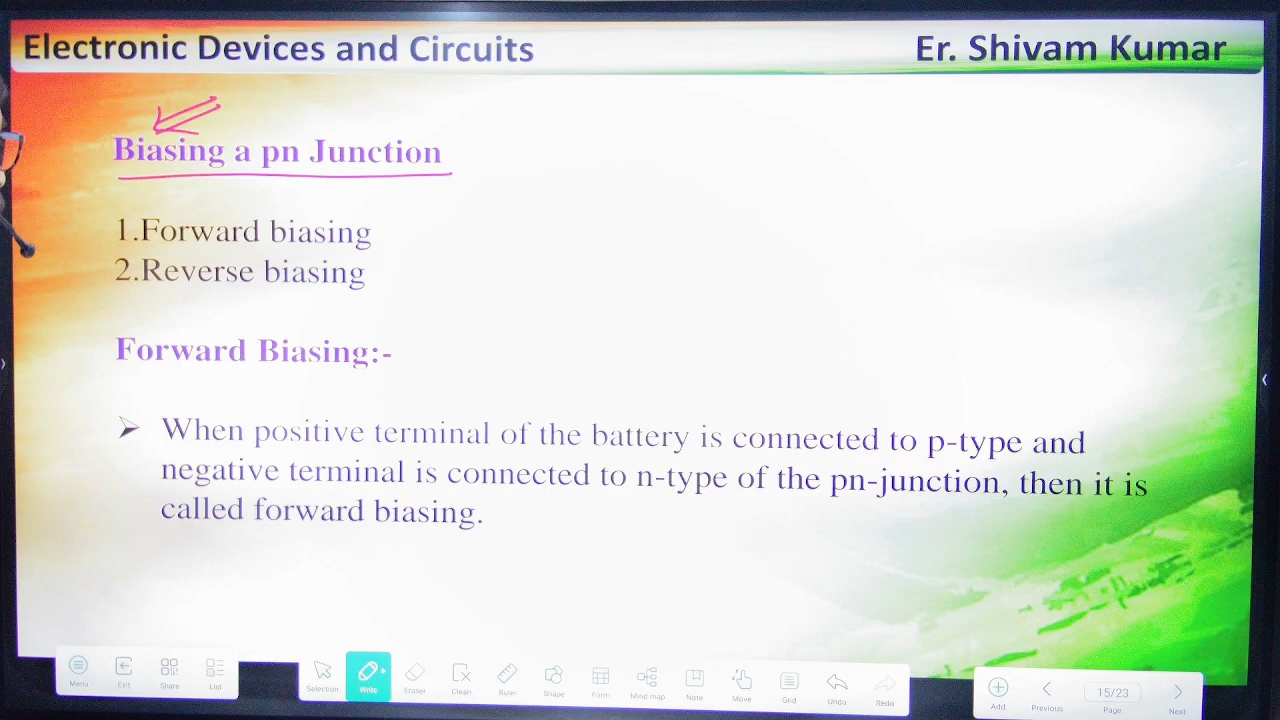 Electronic Devices and Circuits
Er. Shivam Kumar
Biasing a pn Junction
1.Forward biasing
2.Reverse biasing
Forward Biasing:-
➢ When positive terminal of the battery is connected to p-type and
negative terminal is connected to n-type of the pn-junction, then it is
called forward biasing.
Menu Exit Share List
Selection Write Eraser Clean Ruler Shape Form Mind map Note Move Grid Undo Redo
Add Previous 15/23 Page Next